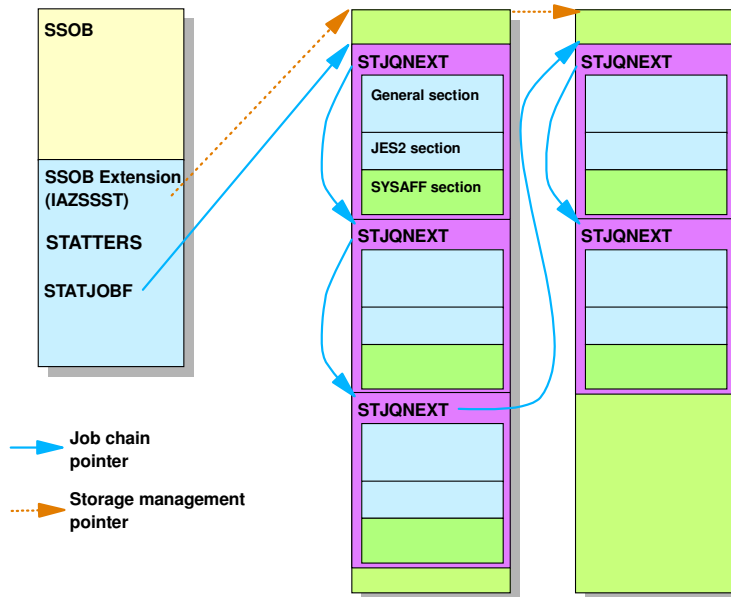 SSOB
SSOB Extension
(IAZSSST)
STATTERS
STATJOBF
Job chain
pointer
Storage management
pointer
STJQNEXT
General section
JES2 section
SYSAFF section
STJQNEXT
STJQNEXT
STJQNEXT
STJQNEXT